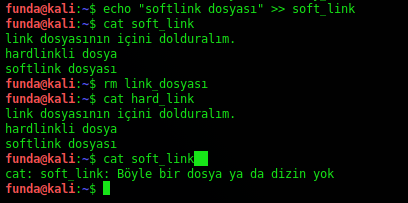 funda@kali:~$ echo "softlink dosyası" >> soft_link
funda@kali:~$ cat soft_link
link dosyasının içini dolduralım.
hardlinkli dosya
softlink dosyası
funda@kali:~$ rm link_dosyası
funda@kali:~$ cat hard_link
link dosyasının içini dolduralım.
hardlinkli dosya
softlink dosyası
funda@kali:~$ cat soft_link
cat: soft_link: Böyle bir dosya ya da dizin yok
funda@kali:~$